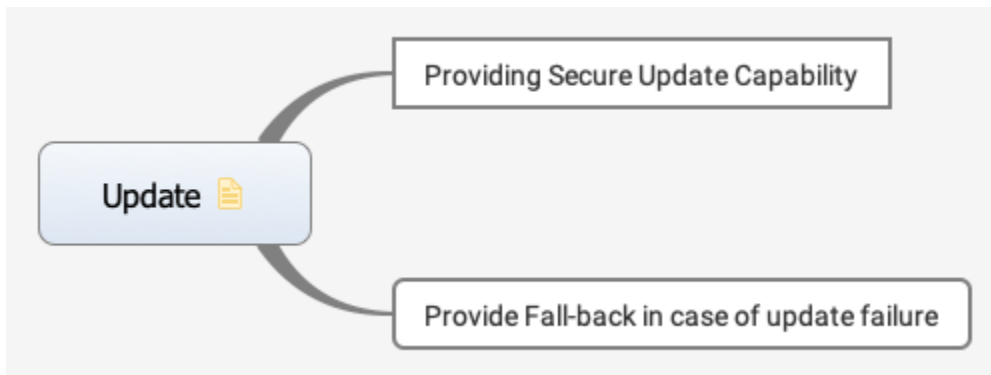 Providing Secure Update Capability
Update
Provide Fall-back in case of update failure